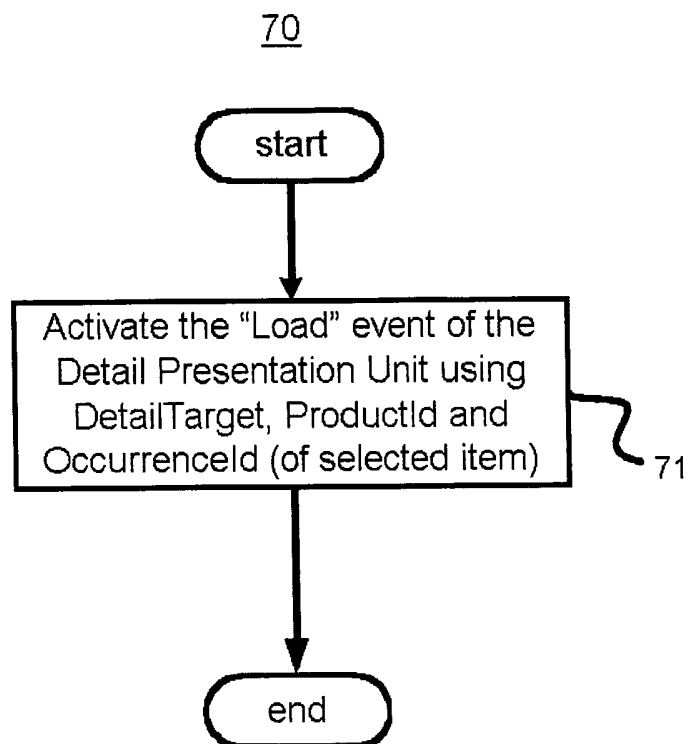 70
start
Activate the “Load” event of the
Detail Presentation Unit using
DetailTarget, ProductId and
OccurrenceId (of selected item)
71
end